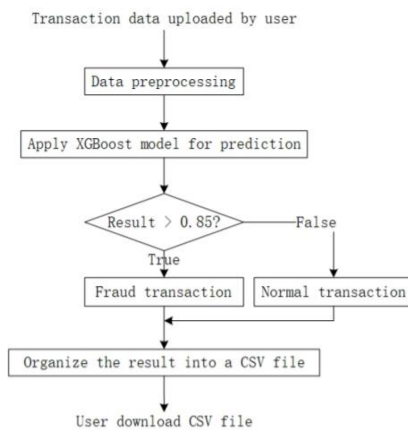 Transaction data uploaded by user
Data preprocessing
Apply XGBoost model for prediction
Result > 0.85?
False
True
Fraud transaction
Normal transaction
Organize the result into a CSV file
User download CSV file